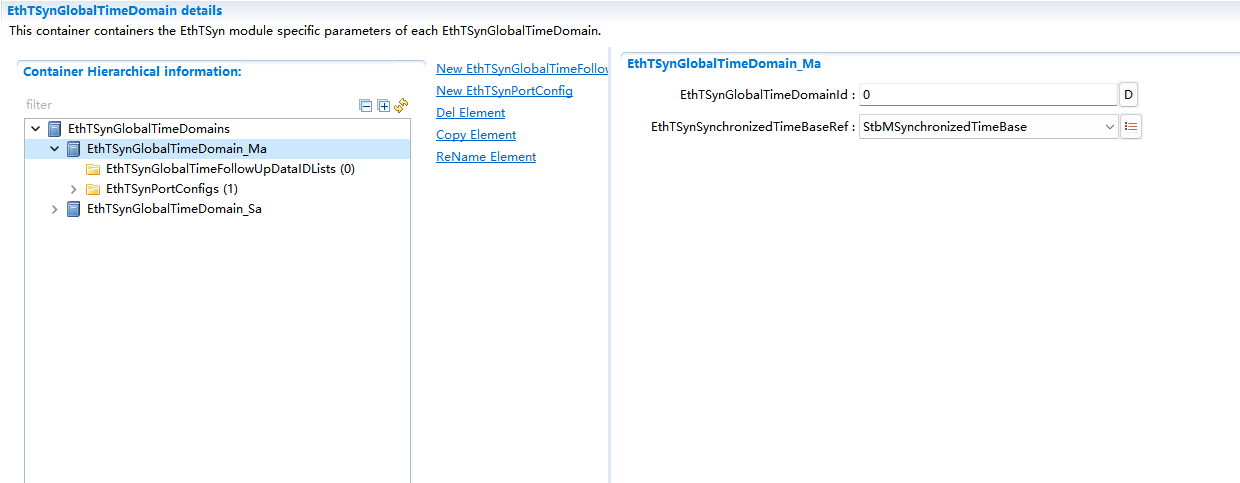 EthTSynGlobalTimeDomain details
This container containers the EthTSyn module specific parameters of each EthTSynGlobalTimeDomain.
Container Hierarchical information:
filter
EthTSynGlobalTimeDomains
EthTSynGlobalTimeDomain_Ma
EthTSynGlobalTimeFollowUpDataIDLists (0)
EthTSynPortConfigs (1)
EthTSynGlobalTimeDomain_Sa
New EthTSynGlobalTimeFollow
New EthTSynPortConfig
Del Element
Copy Element
ReName Element
EthTSynGlobalTimeDomain_Ma
EthTSynGlobalTimeDomainId : 0 D
EthTSynSynchronizedTimeBaseRef : StbMSynchronizedTimeBase